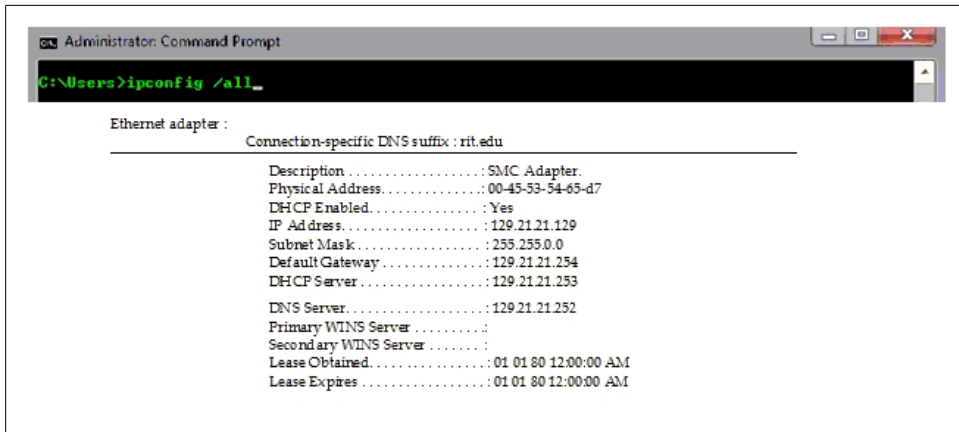 Administrator: Command Prompt
C:\Users>ipconfig /all_
Ethernet adapter :
Connection-specific DNS suffix : rit.edu
Description . . . . . . . . . . . . . . . . . . : SMC Adapter.
Physical Address. . . . . . . . . . . . . .: 00-45-53-54-65-d7
DHCP Enabled. . . . . . . . . . . . . . . : Yes
IP Address. . . . . . . . . . . . . . . . . . . : 129.21.21.129
Subnet Mask . . . . . . . . . . . . . . . . . : 255.255.0.0
Default Gateway . . . . . . . . . . . . . . : 129.21.21.254
DHCP Server . . . . . . . . . . . . . . . . . : 129.21.21.253
DNS Server. . . . . . . . . . . . . . . . . . . : 129.21.21.252
Primary WINS Server . . . . . . . . . .:
Secondary WINS Server . . . . . . . :
Lease Obtained. . . . . . . . . . . . . . . . : 01 01 80 12:00:00 AM
Lease Expires . . . . . . . . . . . . . . . . . : 01 01 80 12:00:00 AM